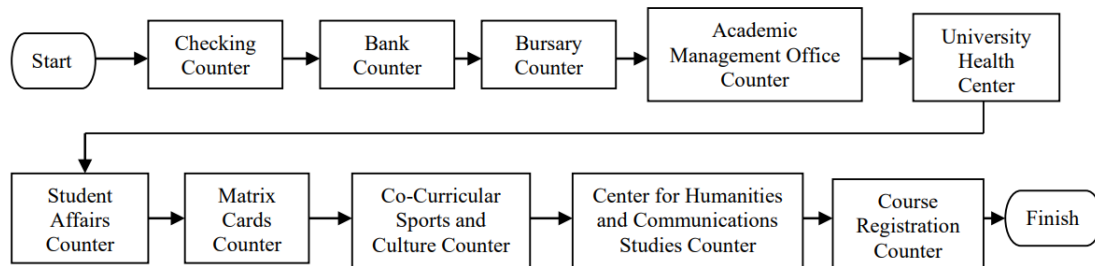 Start
Checking
Counter
Bank
Counter
Bursary
Counter
Academic
Management Office
Counter
University
Health
Center
Student
Affairs
Counter
Matrix
Cards
Counter
Co-Curricular
Sports and
Culture Counter
Center for Humanities
and Communications
Studies Counter
Course
Registration
Counter
Finish